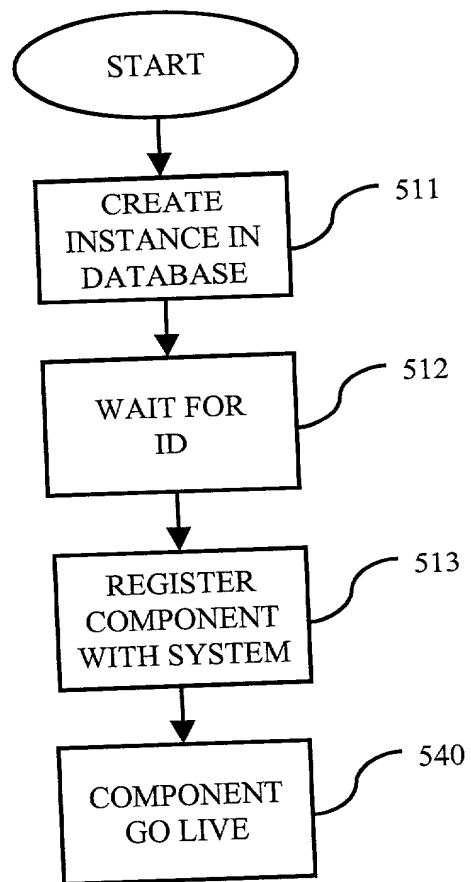 START
CREATE
INSTANCE IN
DATABASE
511
WAIT FOR
ID
512
REGISTER
COMPONENT
WITH SYSTEM
513
COMPONENT
GO LIVE
540